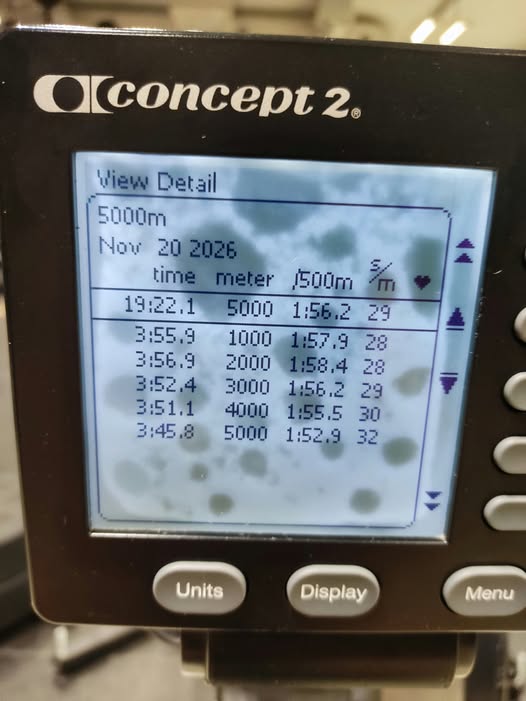 concept 2®
View Detail
5000m
Nov 20 2026
time meter /500m s/m ♥
19:22.1 5000 1:56.2 29
3:55.9 1000 1:57.9 28
3:56.9 2000 1:58.4 28
3:52.4 3000 1:56.2 29
3:51.1 4000 1:55.5 30
3:45.8 5000 1:52.9 32
Units Display Menu